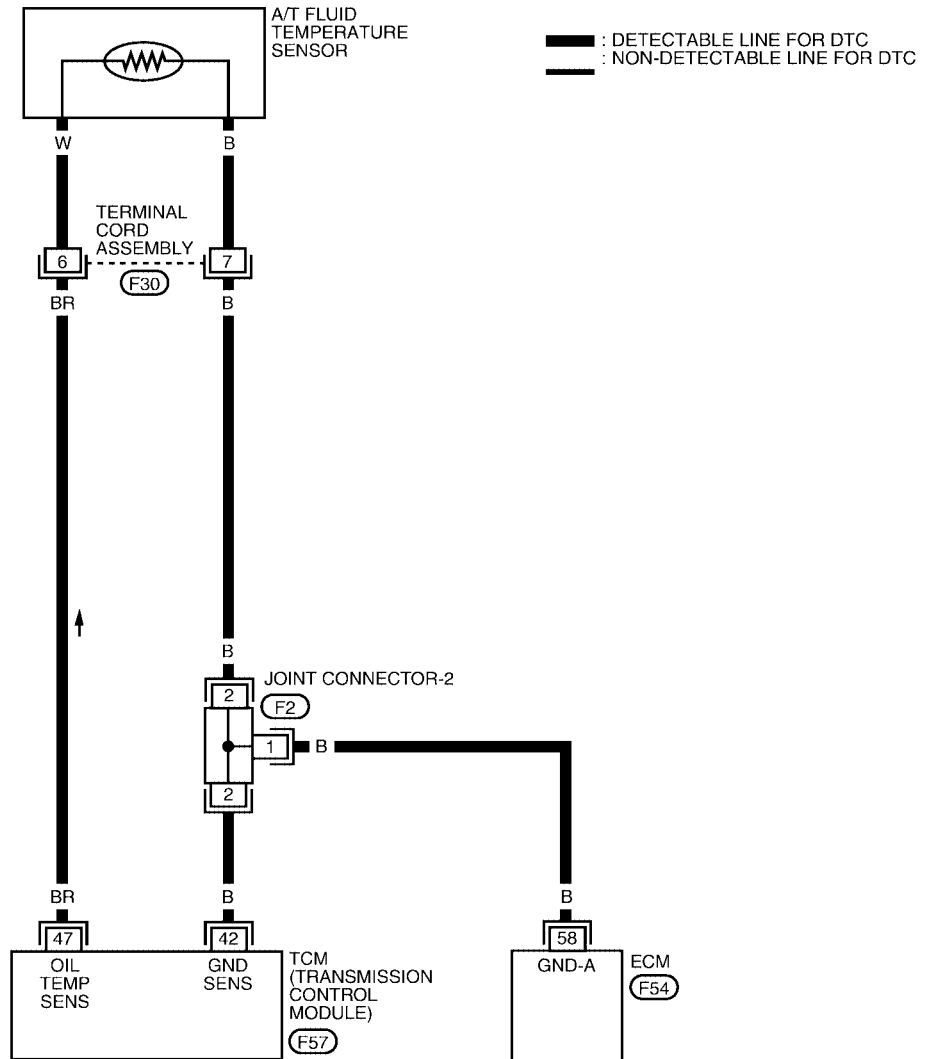 A/T FLUID
TEMPERATURE
SENSOR
: DETECTABLE LINE FOR DTC
: NON-DETECTABLE LINE FOR DTC
W
B
TERMINAL
CORD
ASSEMBLY
6
7
F30
BR
B
B
JOINT CONNECTOR-2
2
F2
1
B
2
BR
B
B
47
42
58
OIL
TEMP
SENS
GND
SENS
TCM
(TRANSMISSION
CONTROL
MODULE)
F57
GND-A
ECM
F54